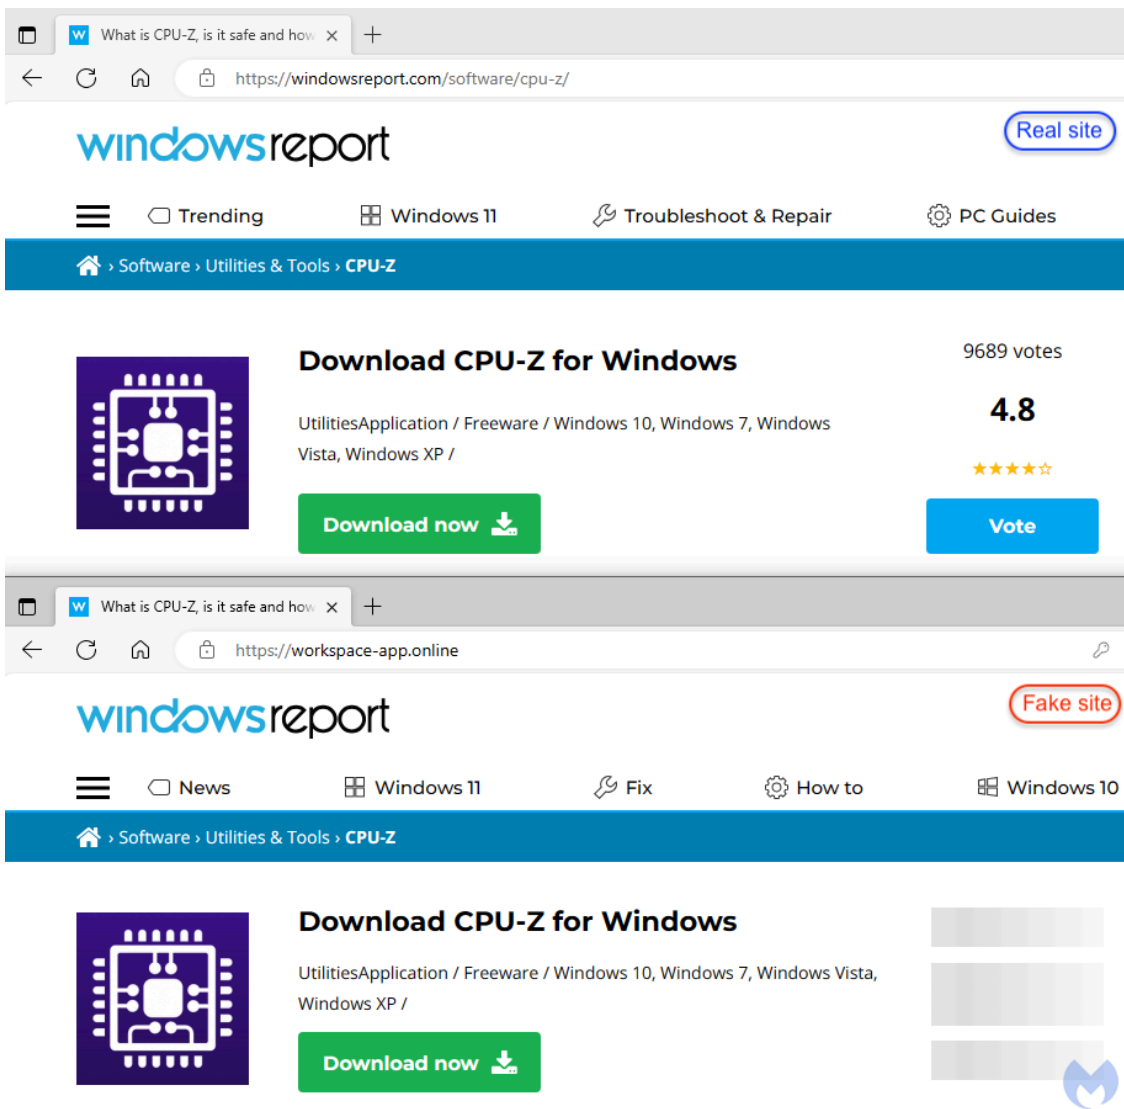 What is CPU-Z, is it safe and how
https://windowsreport.com/software/cpu-z/
windowsreport
Real site
Trending
Windows 11
Troubleshoot & Repair
PC Guides
› Software › Utilities & Tools › CPU-Z
Download CPU-Z for Windows
UtilitiesApplication / Freeware / Windows 10, Windows 7, Windows
Vista, Windows XP /
Download now
9689 votes
4.8
Vote
What is CPU-Z, is it safe and how
https://workspace-app.online
windowsreport
Fake site
News
Windows 11
Fix
How to
Windows 10
› Software › Utilities & Tools › CPU-Z
Download CPU-Z for Windows
UtilitiesApplication / Freeware / Windows 10, Windows 7, Windows Vista,
Windows XP /
Download now